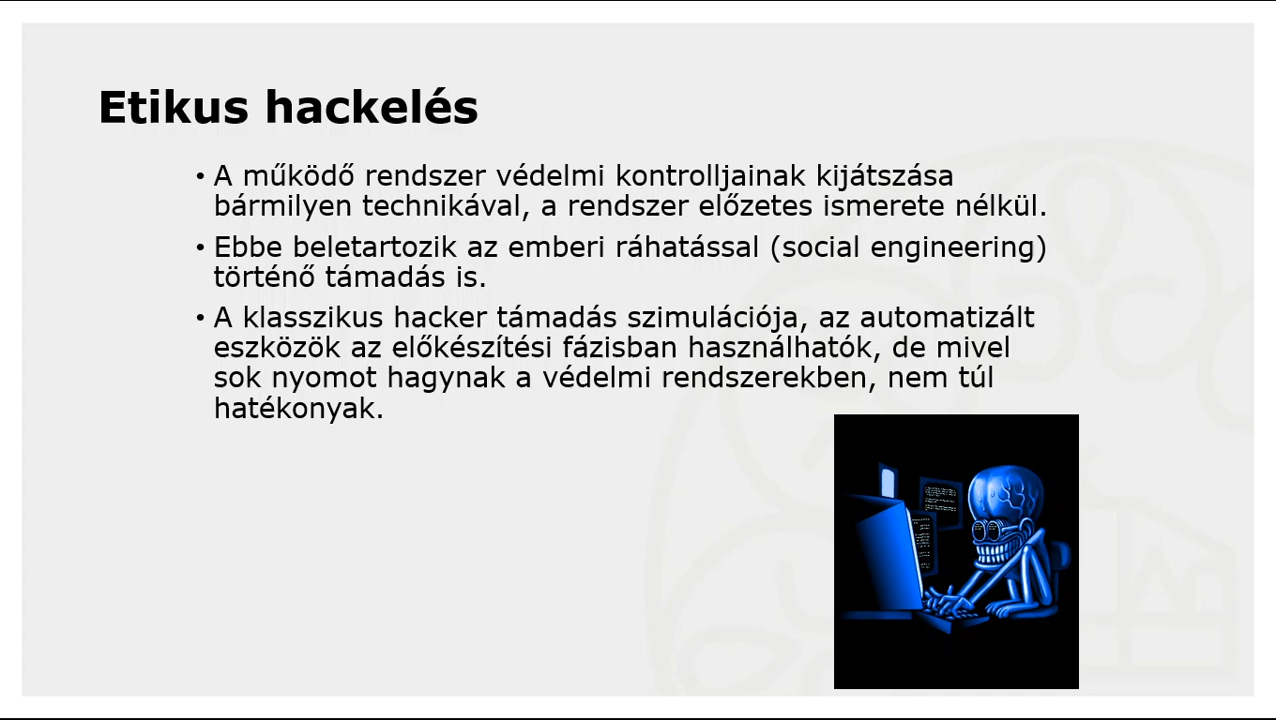 Etikus hackelés
• A működő rendszer védelmi kontrolljainak kijátszása
bármilyen technikával, a rendszer előzetes ismerete nélkül.
• Ebbe beletartozik az emberi ráhatással (social engineering)
történő támadás is.
• A klasszikus hacker támadás szimulációja, az automatizált
eszközök az előkészítési fázisban használhatók, de mivel
sok nyomot hagynak a védelmi rendszerekben, nem túl
hatékonyak.